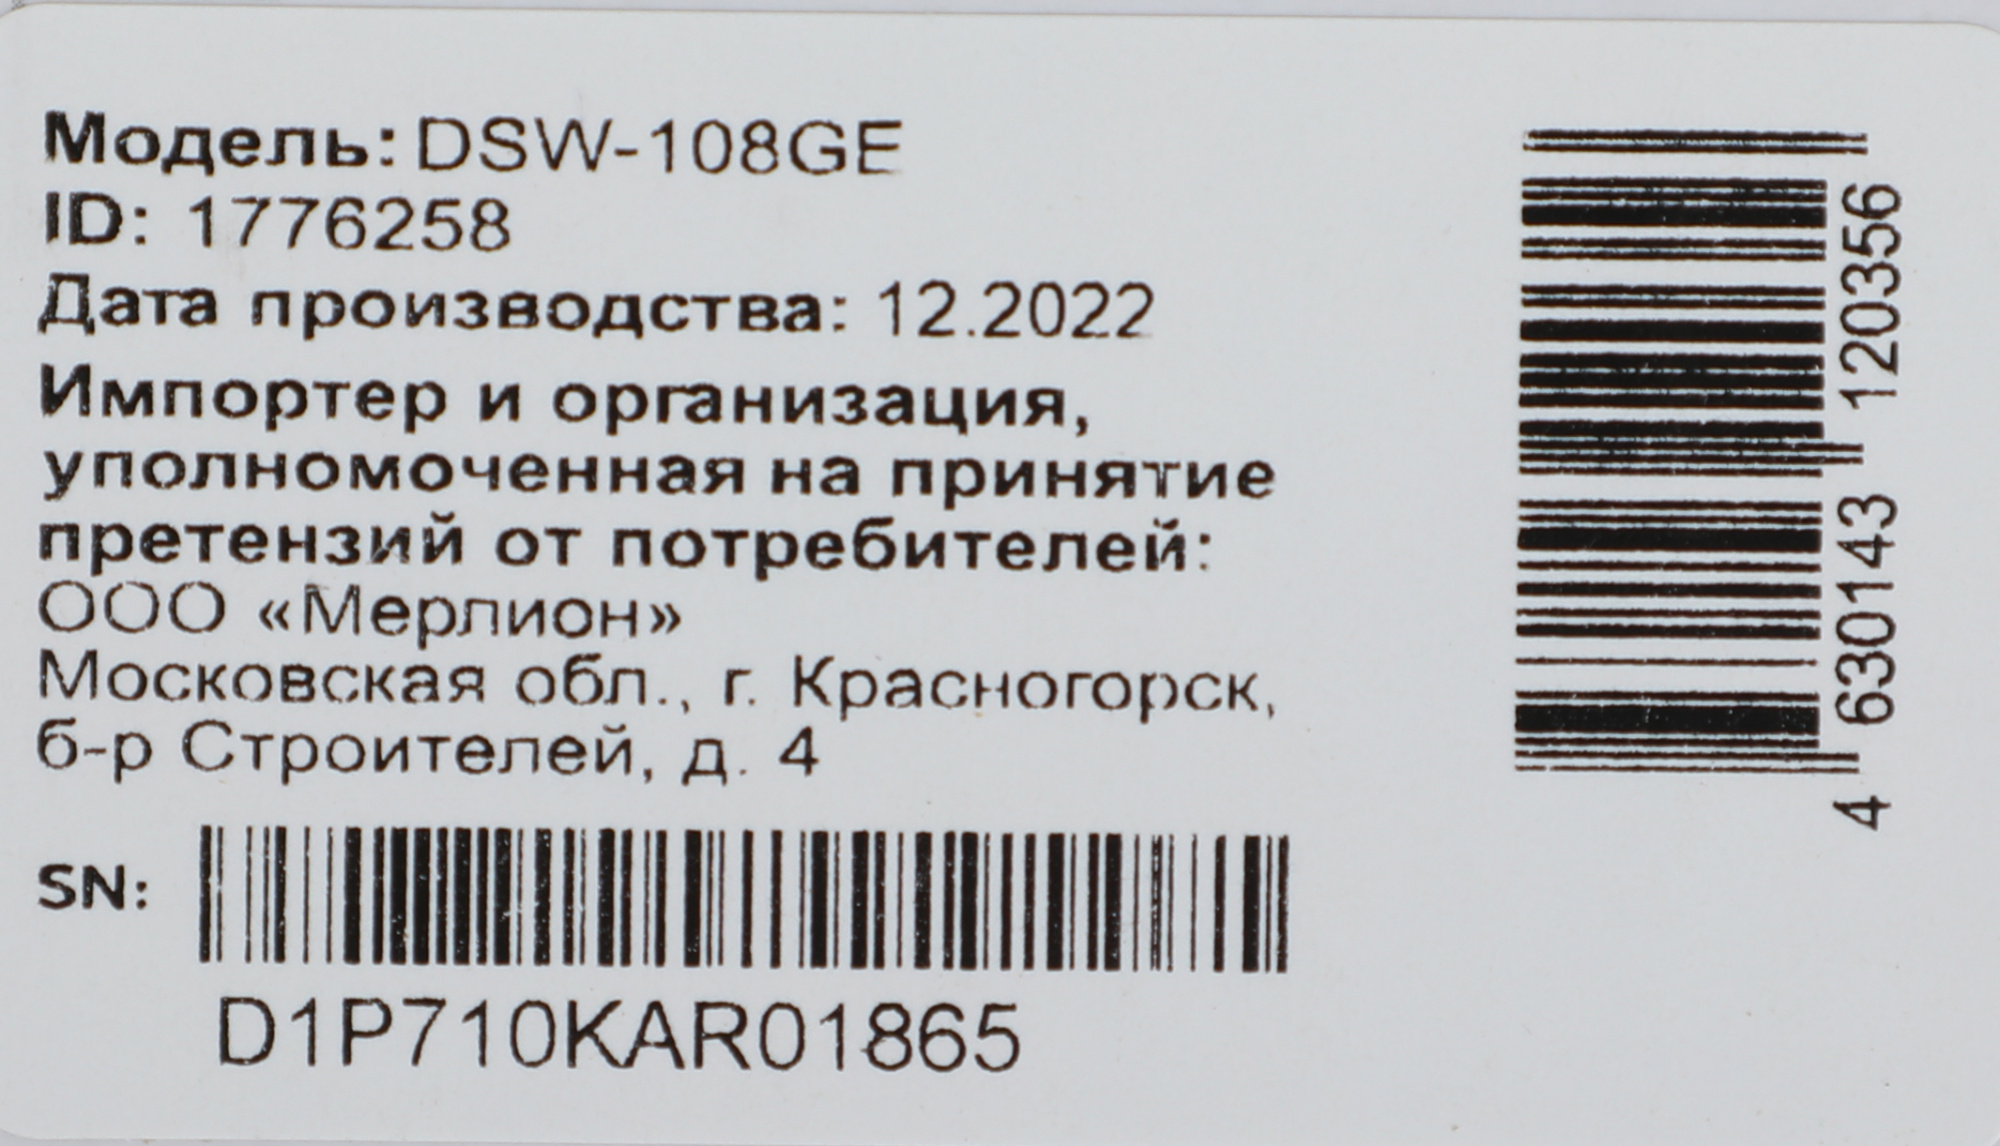 Модель: DSW-108GE
ID: 1776258
Дата производства: 12.2022
Импортер и организация,
уполномоченная на принятие
претензий от потребителей:
ООО «Мерлион»
Московская обл., г. Красногорск,
б-р Строителей, д. 4
SN:
D1P710KAR01865
4 630143 120356